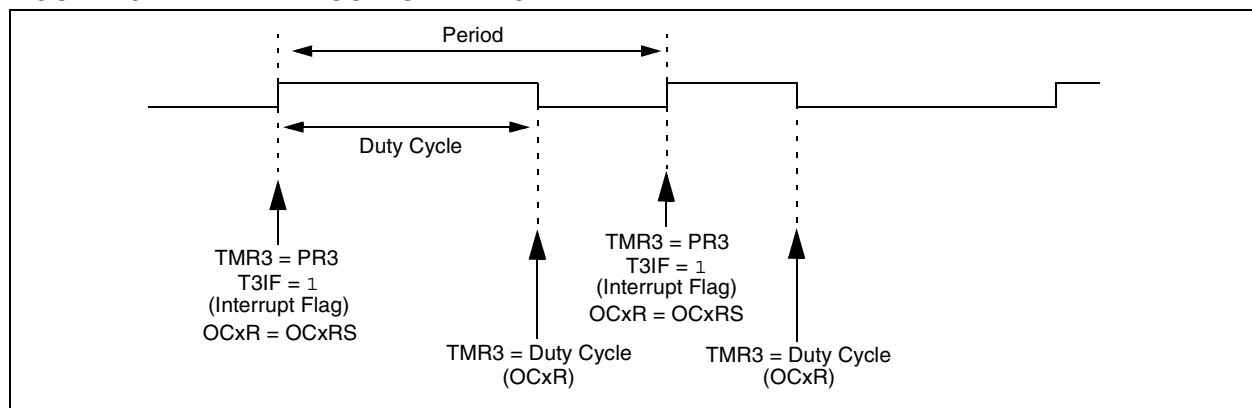 Period
Duty Cycle
TMR3 = PR3
T3IF = 1
(Interrupt Flag)
OCxR = OCxRS
TMR3 = Duty Cycle
(OCxR)
TMR3 = PR3
T3IF = 1
(Interrupt Flag)
OCxR = OCxRS
TMR3 = Duty Cycle
(OCxR)